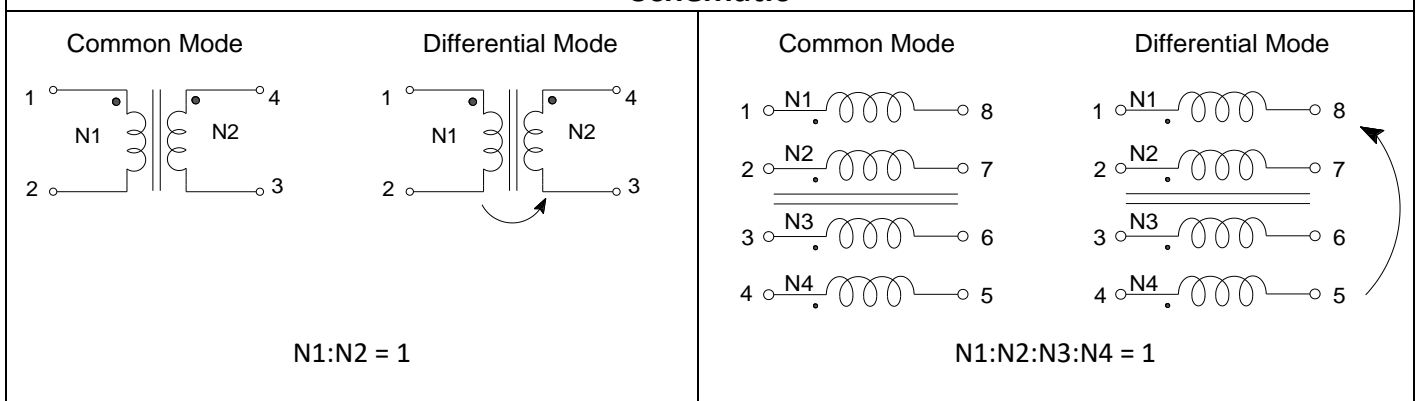 Schematic
Common Mode
1
4
N1
N2
2
3
Differential Mode
1
4
N1
N2
2
3
N1:N2 = 1
Common Mode
1 N1 8
2 N2 7
3 N3 6
4 N4 5
Differential Mode
1 N1 8
2 N2 7
3 N3 6
4 N4 5
N1:N2:N3:N4 = 1